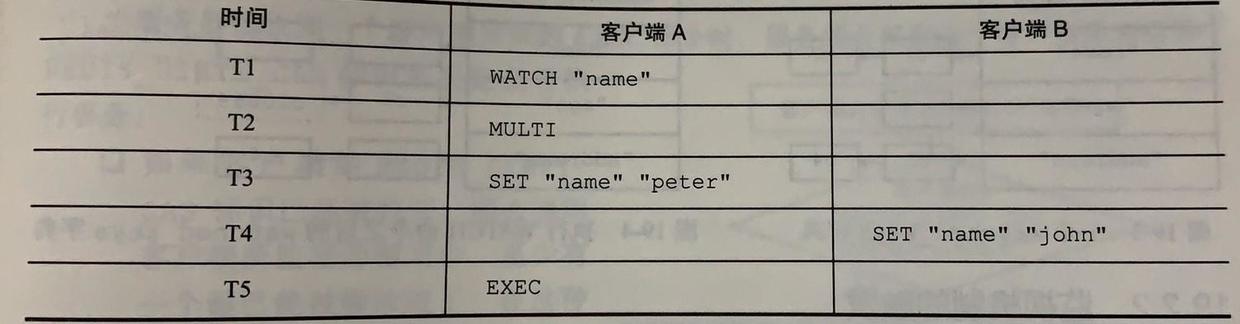 时间 客户端 A 客户端 B
T1 WATCH "name"
T2 MULTI
T3 SET "name" "peter"
T4 SET "name" "john"
T5 EXEC